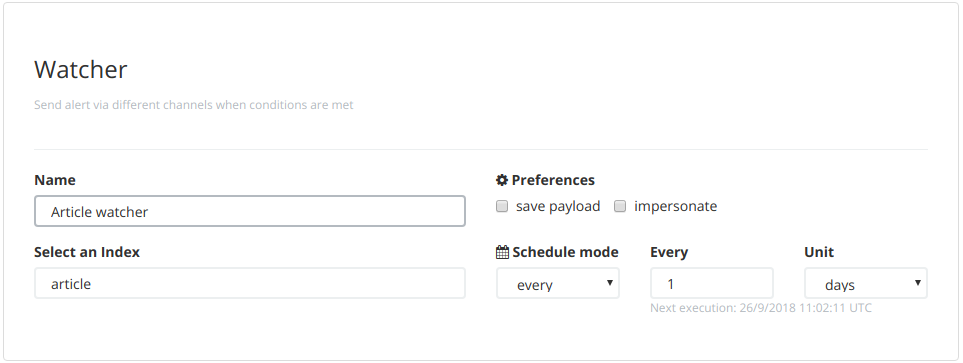 Watcher
Send alert via different channels when conditions are met
Name
Article watcher
Preferences
save payload impersonate
Select an Index
article
Schedule mode Every Unit
every 1 days
Next execution: 26/9/2018 11:02:11 UTC